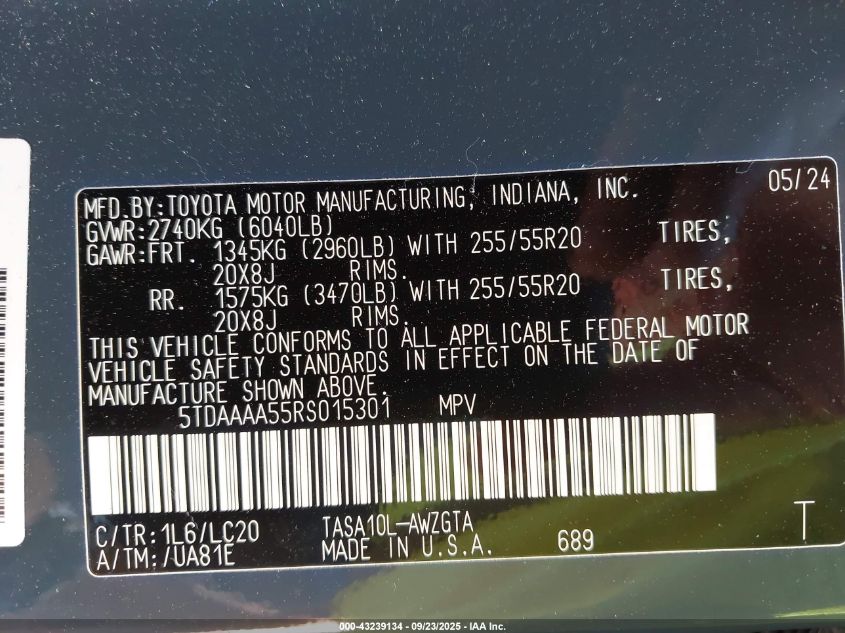 MFD.BY:TOYOTA MOTOR MANUFACTURING, INDIANA, INC. 05/24
GVWR:2740KG (6040LB)
GAWR:FRT. 1345KG (2960LB) WITH 255/55R20 TIRES,
20X8J RIMS.
RR. 1575KG (3470LB) WITH 255/55R20 TIRES,
20X8J RIMS.
THIS VEHICLE CONFORMS TO ALL APPLICABLE FEDERAL MOTOR
VEHICLE SAFETY STANDARDS IN EFFECT ON THE DATE OF
MANUFACTURE SHOWN ABOVE.
5TDAAAA55RS015301 MPV
C/TR:1L6/LC20 TASA10L-AWZGTA T
A/TM:/UA81E MADE IN U.S.A. 689
000-43239134 - 09/23/2025 - IAA Inc.